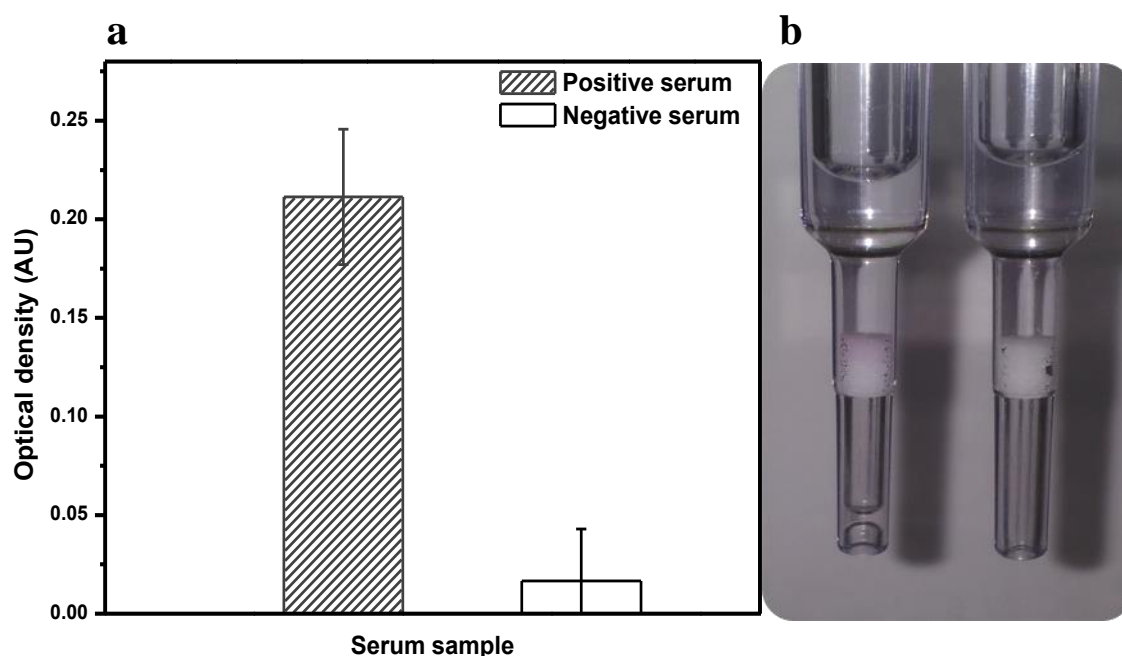 a
b
Positive serum
Negative serum
0.25
0.20
0.15
0.10
0.05
0.00
Optical density (AU)
Serum sample